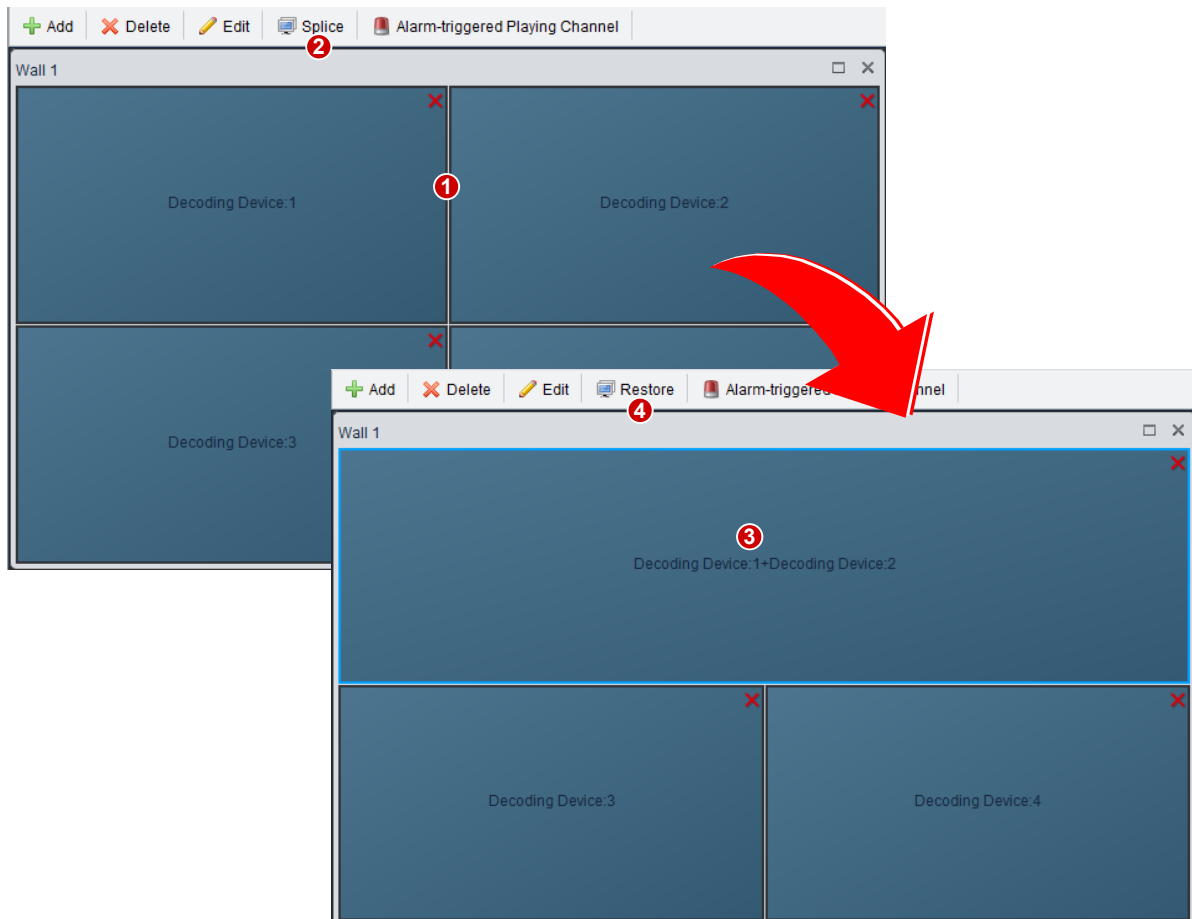 Add Delete Edit Splice Alarm-triggered Playing Channel
2
Wall 1
1
Decoding Device:1 Decoding Device:2
Decoding Device:3
Add Delete Edit Restore Alarm-triggered nnel
4
Wall 1
3
Decoding Device:1+Decoding Device:2
Decoding Device:3 Decoding Device:4